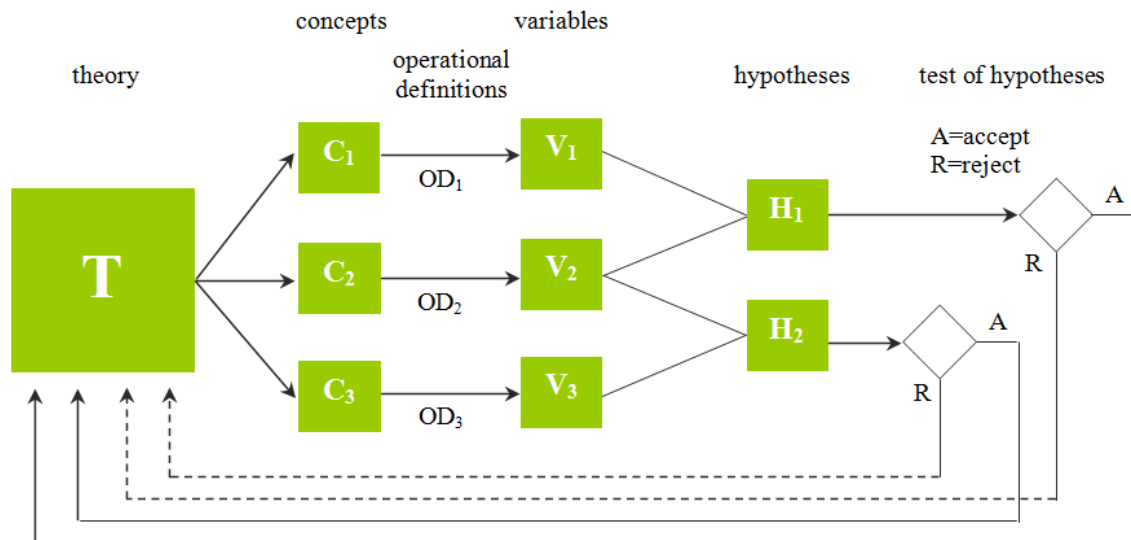 concepts
variables
theory
operational
definitions
hypotheses
test of hypotheses
A=accept
R=reject
T
C₁
OD₁
V₁
C₂
OD₂
V₂
C₃
OD₃
V₃
H₁
A
R
H₂
A
R